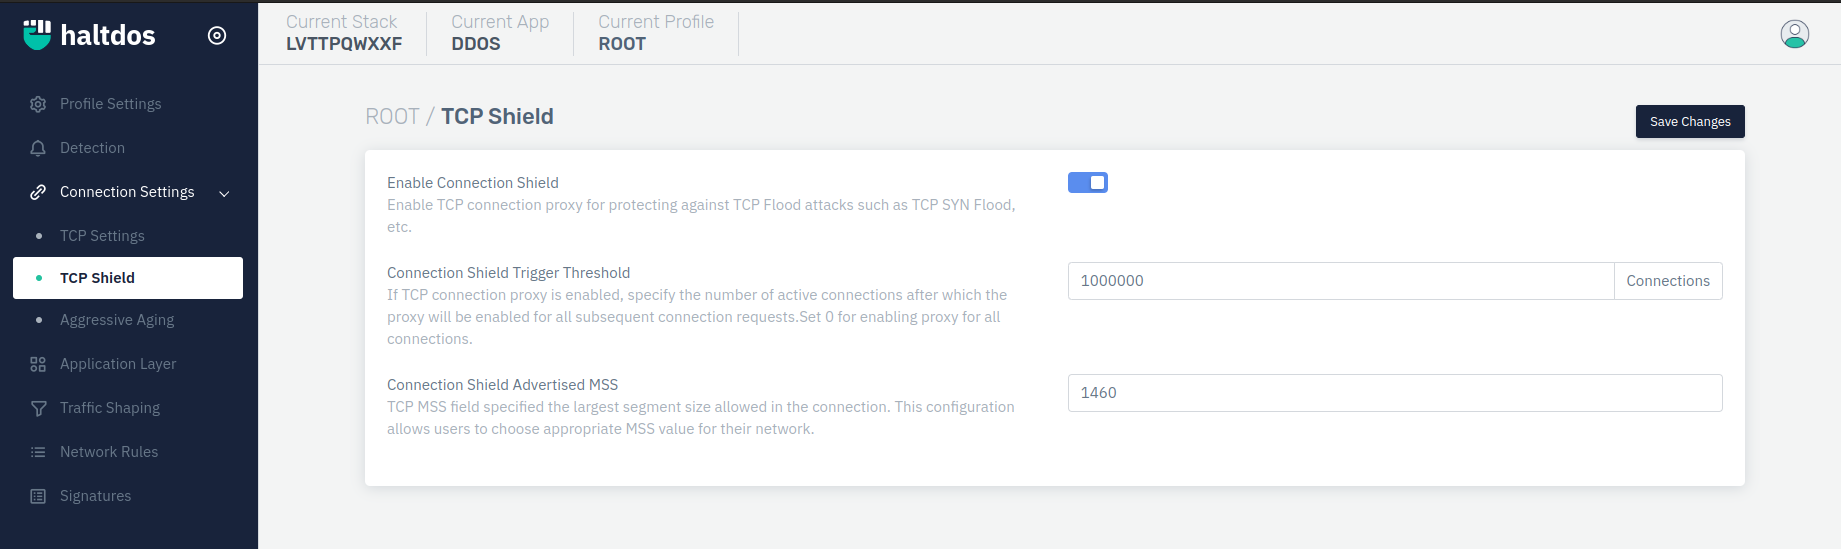 haltdos
Current Stack
LVTTPQWXXF
Current App
DDOS
Current Profile
ROOT
Profile Settings
Detection
Connection Settings
TCP Settings
TCP Shield
Aggressive Aging
Application Layer
Traffic Shaping
Network Rules
Signatures
ROOT / TCP Shield
Save Changes
Enable Connection Shield
Enable TCP connection proxy for protecting against TCP Flood attacks such as TCP SYN Flood,
etc.
Connection Shield Trigger Threshold
If TCP connection proxy is enabled, specify the number of active connections after which the
proxy will be enabled for all subsequent connection requests.Set 0 for enabling proxy for all
connections.
1000000
Connections
Connection Shield Advertised MSS
TCP MSS field specified the largest segment size allowed in the connection. This configuration
allows users to choose appropriate MSS value for their network.
1460